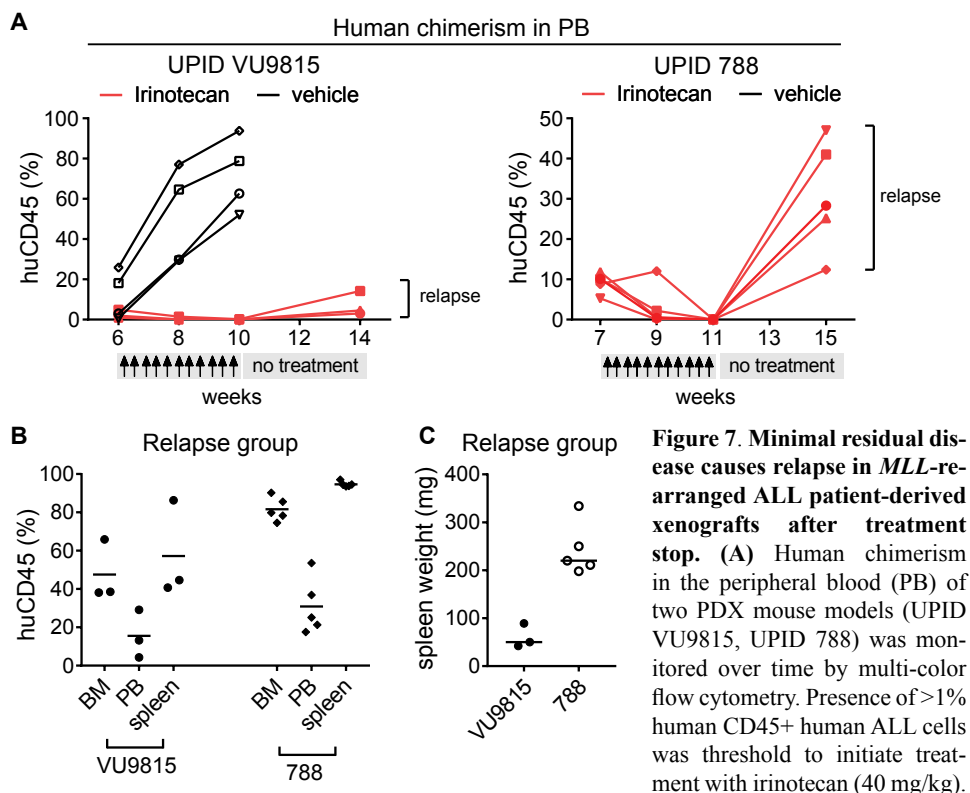 A
Human chimerism in PB
UPID VU9815
Irinotecan vehicle
huCD45 (%)
100
80
60
40
20
0
6 8 10 12 14
relapse
no treatment
weeks
UPID 788
Irinotecan vehicle
huCD45 (%)
50
40
30
20
10
0
7 9 11 13 15
relapse
no treatment
weeks
B
Relapse group
huCD45 (%)
100
80
60
40
20
0
BM PB spleen BM PB spleen
VU9815 788
C
Relapse group
spleen weight (mg)
400
300
200
100
0
VU9815 788
Figure 7. Minimal residual dis-
ease causes relapse in MLL-re-
arranged ALL patient-derived
xenografts after treatment
stop. (A) Human chimerism
in the peripheral blood (PB) of
two PDX mouse models (UPID
VU9815, UPID 788) was mon-
itored over time by multi-color
flow cytometry. Presence of >1%
human CD45+ human ALL cells
was threshold to initiate treat-
ment with irinotecan (40 mg/kg).